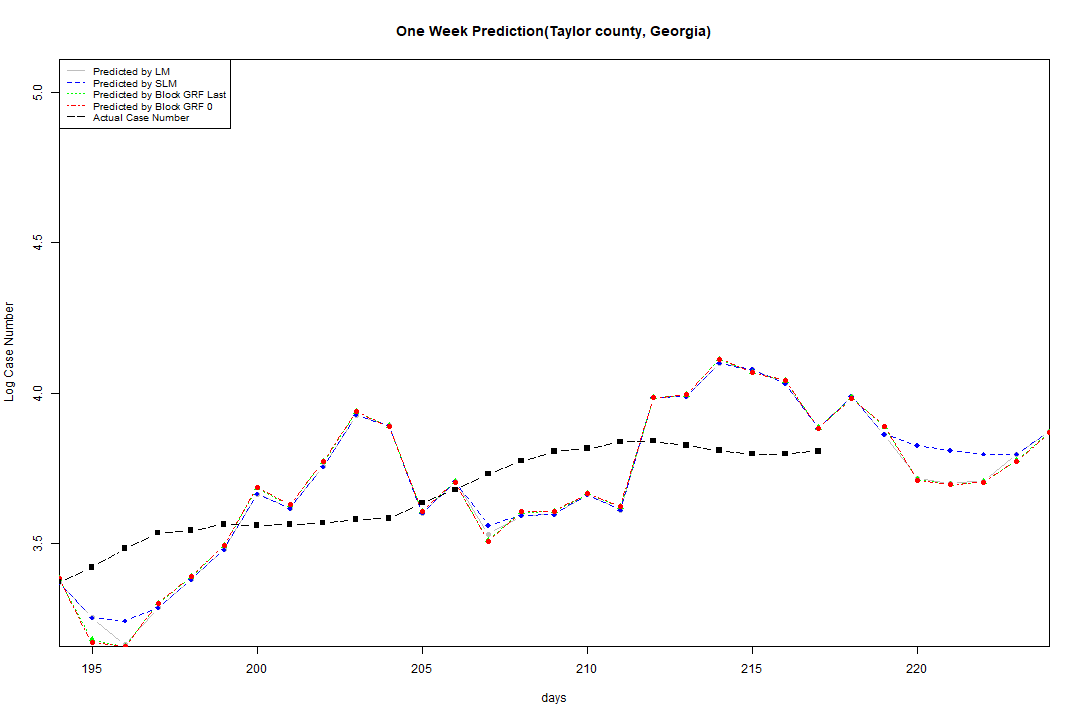 One Week Prediction(Taylor county, Georgia)
Predicted by LM
Predicted by SLM
Predicted by Block GRF Last
Predicted by Block GRF 0
Actual Case Number
5.0
4.5
4.0
3.5
Log Case Number
195 200 205 210 215 220
days